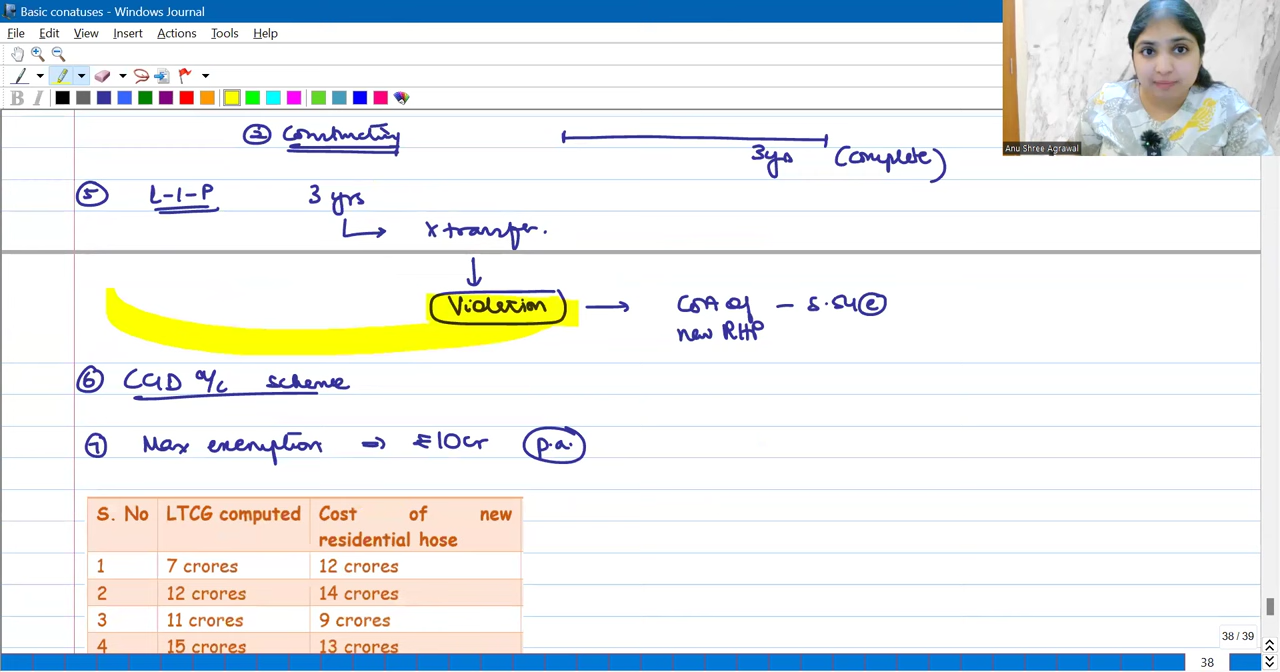 Basic conatuses - Windows Journal
File Edit View Insert Actions Tools Help
B I
Anu Shree Agrawal
② Constructing
3yrs (complete)
⑤ L-I-P 3 yrs
x transfer.
Violation
COA of - S.54
new RHP
⑥ CGD A/c scheme
⑦ Max exemption ⇒ ₹10cr p.a.
S. No LTCG computed Cost of new
residential hose
1 7 crores 12 crores
2 12 crores 14 crores
3 11 crores 9 crores
4 15 crores 13 crores
38 / 39
38